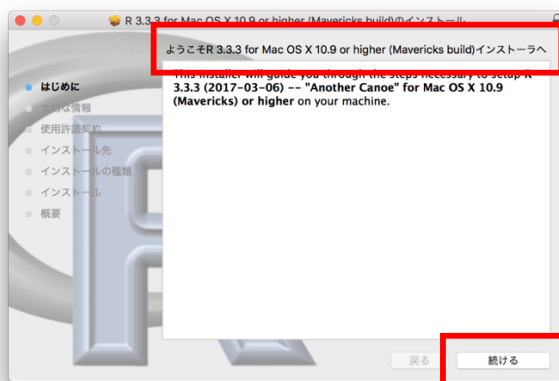 R 3.3.3 for Mac OS X 10.9 or higher (Mavericks build)のインストール
ようこそR 3.3.3 for Mac OS X 10.9 or higher (Mavericks build)インストーラへ
はじめに
大切な情報
使用許諾契約
インストール先
インストールの種類
インストール
概要
This installer will guide you through the steps necessary to setup R
3.3.3 (2017-03-06) -- "Another Canoe" for Mac OS X 10.9
(Mavericks) or higher on your machine.
戻る
続ける